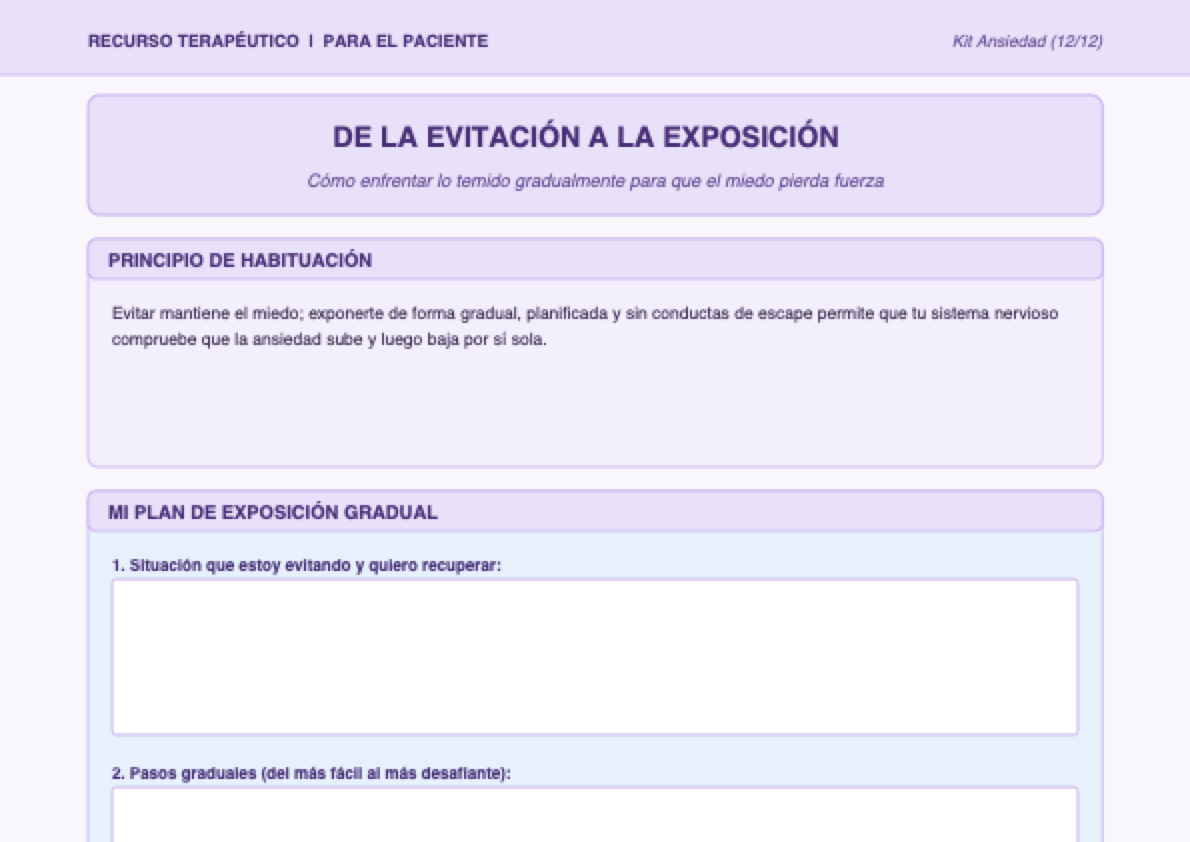 RECURSO TERAPÉUTICO | PARA EL PACIENTE
Kit Ansiedad (12/12)
DE LA EVITACIÓN A LA EXPOSICIÓN
Cómo enfrentar lo temido gradualmente para que el miedo pierda fuerza
PRINCIPIO DE HABITUACIÓN
Evitar mantiene el miedo; exponerte de forma gradual, planificada y sin conductas de escape permite que tu sistema nervioso
compruebe que la ansiedad sube y luego baja por sí sola.
MI PLAN DE EXPOSICIÓN GRADUAL
1. Situación que estoy evitando y quiero recuperar:
2. Pasos graduales (del más fácil al más desafiante):